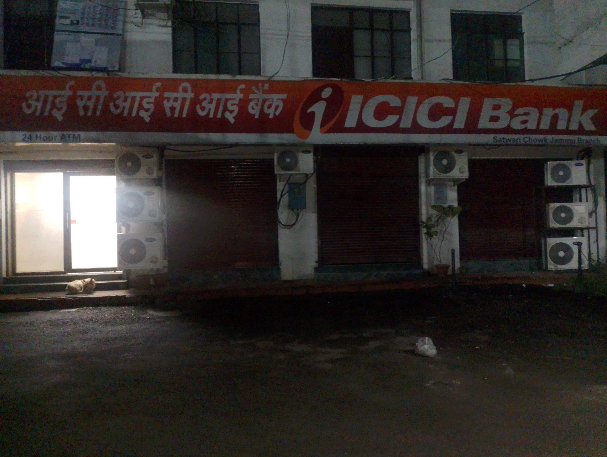 आई सी आई सी आई बैंक
ICICI Bank
24 Hour ATM
Satwari Chowk Jammu Branch